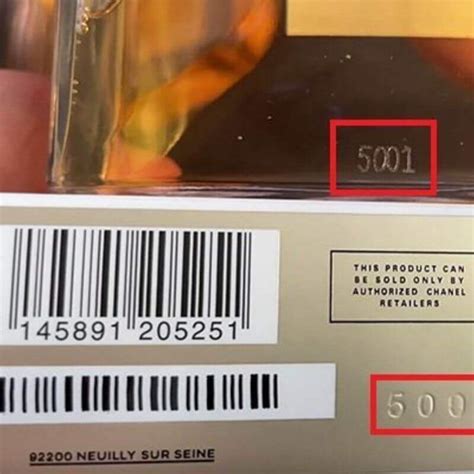 5001
THIS PRODUCT CAN
BE SOLD ONLY BY
AUTHORIZED CHANEL
RETAILERS
145891 205251
500
92200 NEUILLY SUR SEINE